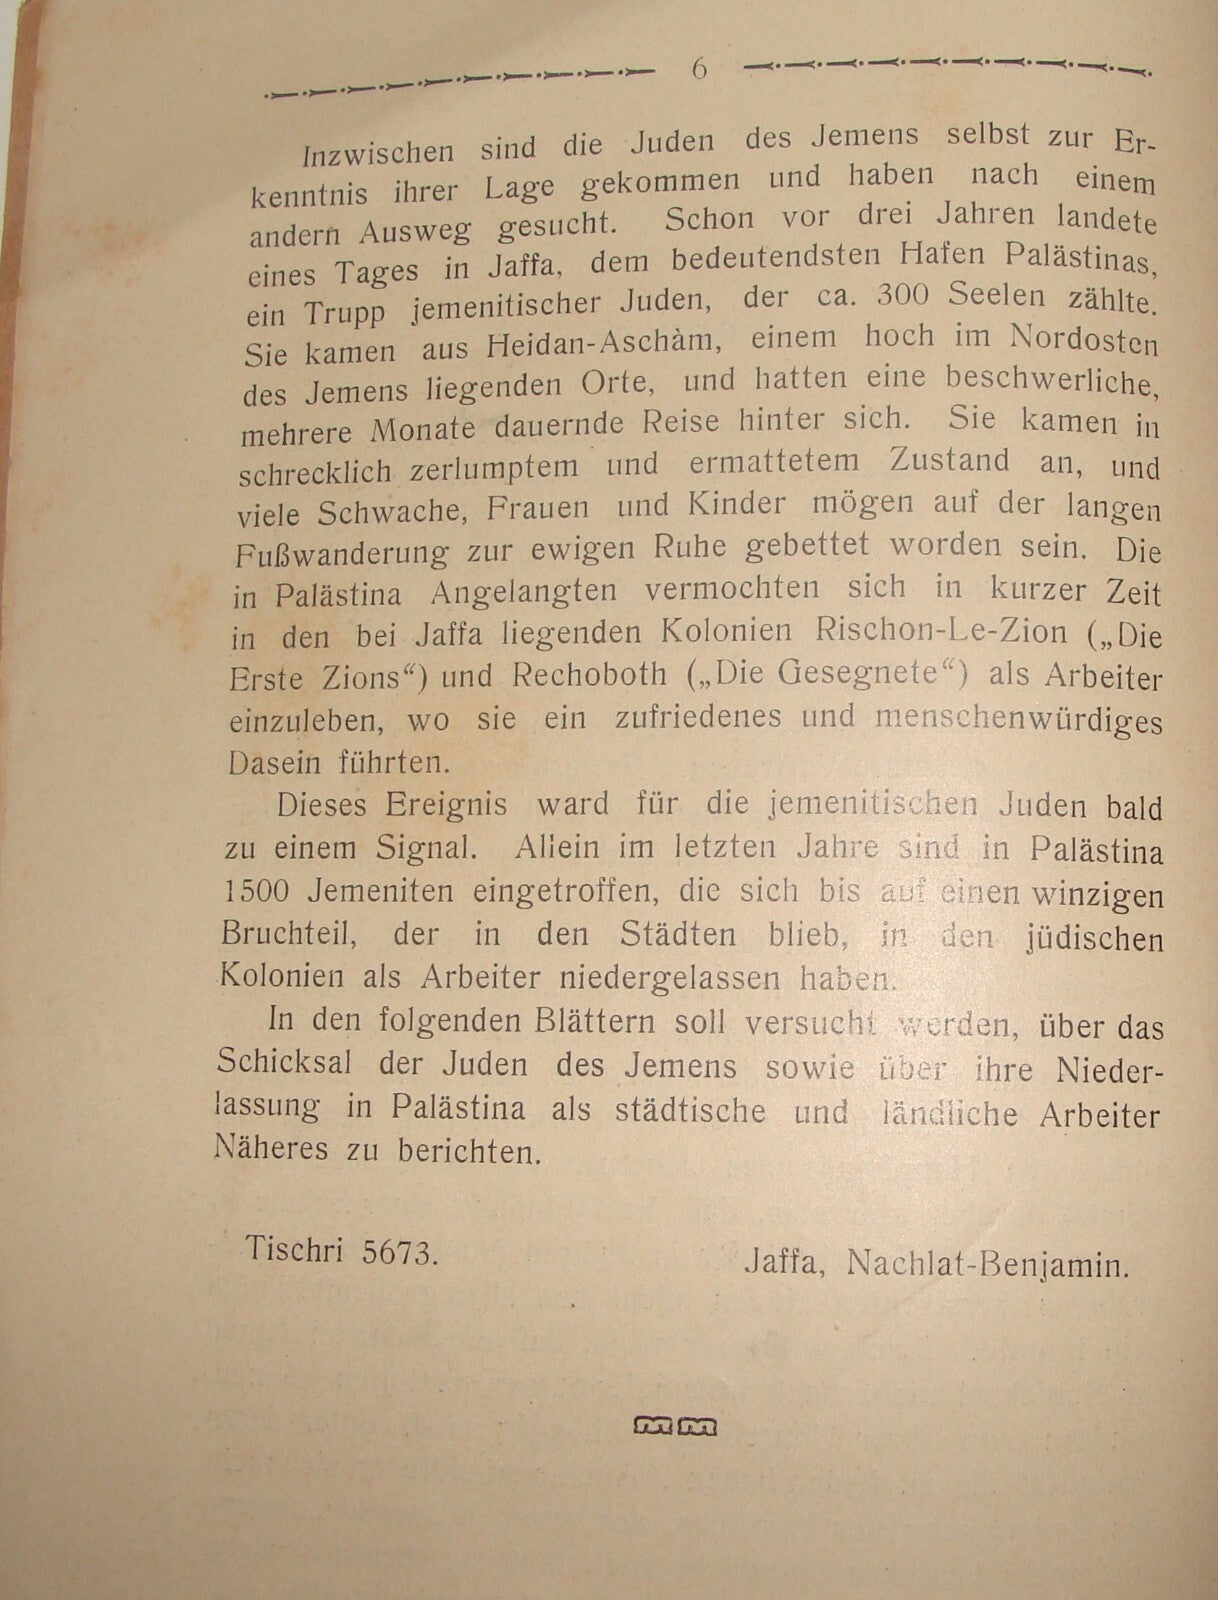 6
Inzwischen sind die Juden des Jemens selbst zur Er-
kenntnis ihrer Lage gekommen und haben nach einem
andern Ausweg gesucht. Schon vor drei Jahren landete
eines Tages in Jaffa, dem bedeutendsten Hafen Palästinas,
ein Trupp jemenitischer Juden, der ca. 300 Seelen zählte.
Sie kamen aus Heidan-Aschàm, einem hoch im Nordosten
des Jemens liegenden Orte, und hatten eine beschwerliche,
mehrere Monate dauernde Reise hinter sich. Sie kamen in
schrecklich zerlumptem und ermattetem Zustand an, und
viele Schwache, Frauen und Kinder mögen auf der langen
Fußwanderung zur ewigen Ruhe gebettet worden sein. Die
in Palästina Angelangten vermochten sich in kurzer Zeit
in den bei Jaffa liegenden Kolonien Rischon-Le-Zion („Die
Erste Zions“) und Rechoboth („Die Gesegnete“) als Arbeiter
einzuleben, wo sie ein zufriedenes und menschenwürdiges
Dasein führten.
Dieses Ereignis ward für die jemenitischen Juden bald
zu einem Signal. Allein im letzten Jahre sind in Palästina
1500 Jemeniten eingetroffen, die sich bis auf einen winzigen
Bruchteil, der in den Städten blieb, in den jüdischen
Kolonien als Arbeiter niedergelassen haben.
In den folgenden Blättern soll versucht werden, über das
Schicksal der Juden des Jemens sowie über ihre Nieder-
lassung in Palästina als städtische und ländliche Arbeiter
Näheres zu berichten.
Tischri 5673.
Jaffa, Nachlat-Benjamin.